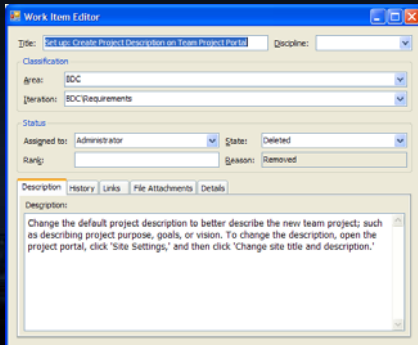 Work Item Editor
Title: Set up: Create Project Description on Team Project Portal Discipline:
Classification
Area: BDC
Iteration: BDC\Requirements
Status
Assigned to: Administrator State: Deleted
Rank: Reason: Removed
Description History Links File Attachments Details
Description:
Change the default project description to better describe the new team project; such
as describing project purpose, goals, or vision. To change the description, open the
project portal, click 'Site Settings,' and then click 'Change site title and description.'